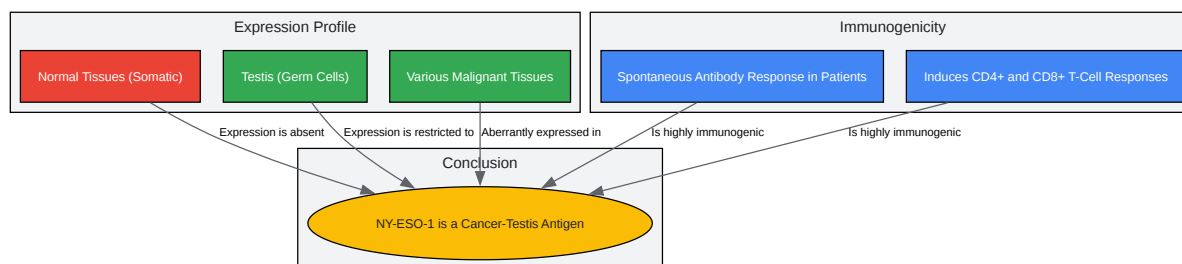 Expression Profile
Immunogenicity
Normal Tissues (Somatic)
Testis (Germ Cells)
Various Malignant Tissues
Spontaneous Antibody Response in Patients
Induces CD4+ and CD8+ T-Cell Responses
Expression is absent
Expression is restricted to
Aberrantly expressed in
Is highly immunogenic
Is highly immunogenic
Conclusion
NY-ESO-1 is a Cancer-Testis Antigen